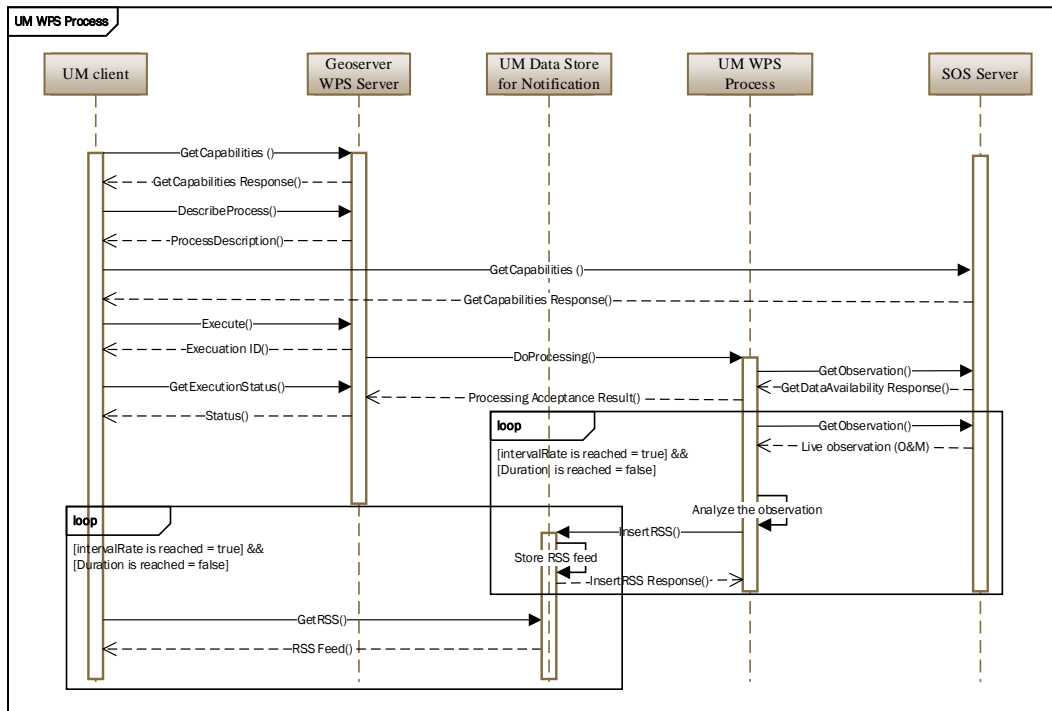 UM WPS Process
UM client
Geoserver
WPS Server
UM Data Store
for Notification
UM WPS
Process
SOS Server
GetCapabilities ()
GetCapabilities Response()
DescribeProcess()
ProcessDescription()
GetCapabilities ()
GetCapabilities Response()
Execute()
Execuation ID()
DoProcessing()
GetObservation()
GetExecutionStatus()
GetDataAvailability Response()
Processing Acceptance Result()
Status()
loop
GetObservation()
Live observation (O&M)
[intervalRate is reached = true] &&
[Duration is reached = false]
Analyze the observation
loop
InsertRSS()
[intervalRate is reached = true] &&
[Duration is reached = false]
Store RSS feed
InsertRSS Response()
GetRSS()
RSS Feed()